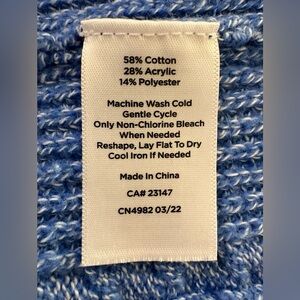 58% Cotton
28% Acrylic
14% Polyester
Machine Wash Cold
Gentle Cycle
Only Non-Chlorine Bleach
When Needed
Reshape, Lay Flat To Dry
Cool Iron If Needed
Made In China
CA# 23147
CN4982 03/22